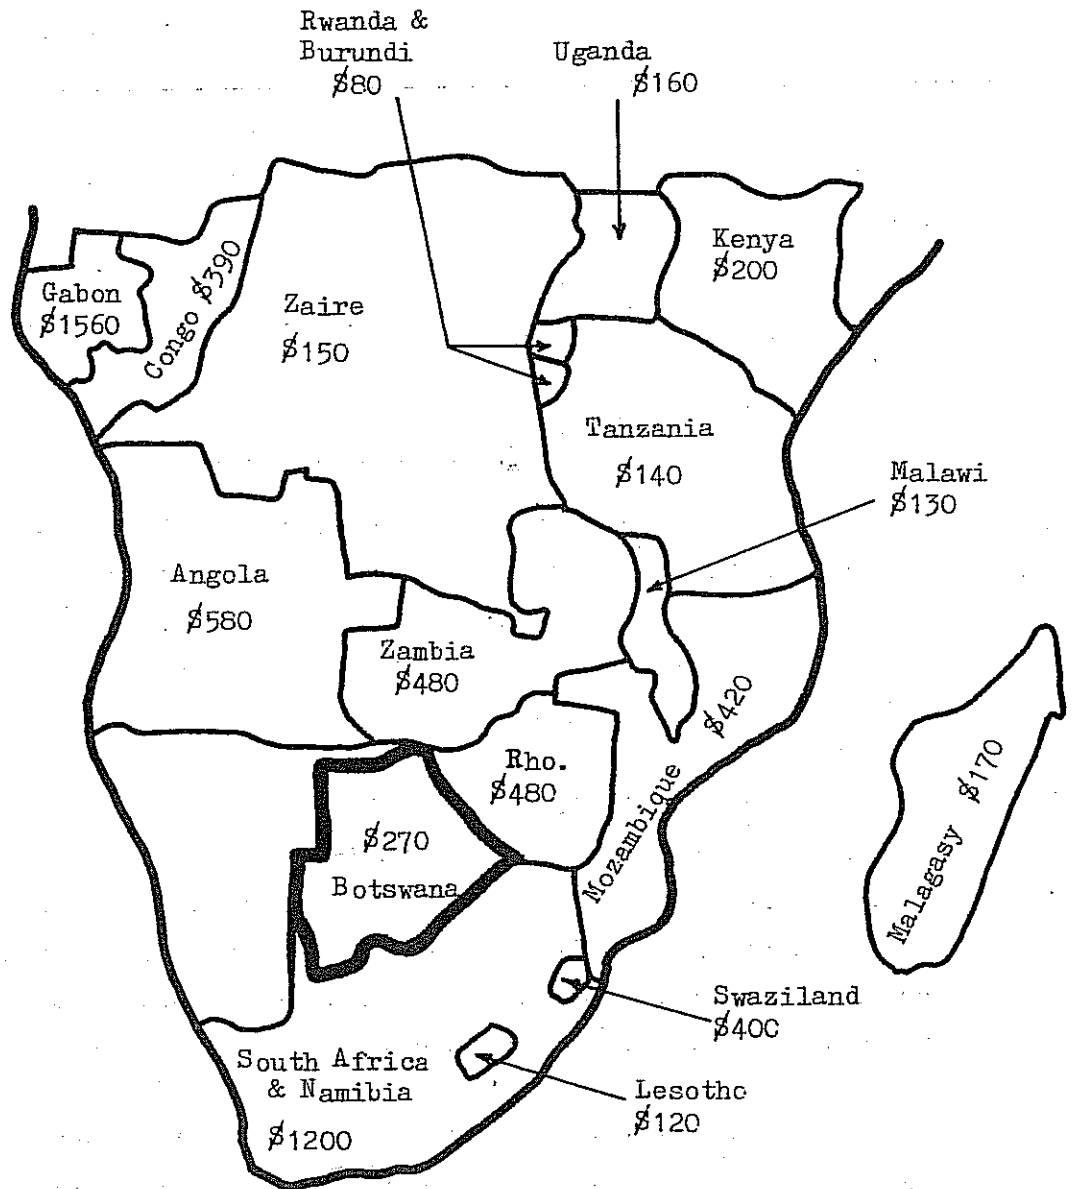 Rwanda &
Burundi
$80
Uganda
$160
Kenya
$200
Gabon
$1560
Congo $390
Zaire
$150
Tanzania
$140
Malawi
$130
Angola
$580
Zambia
$480
$420
Mozambique
Rho.
$480
Malagasy $170
$270
Botswana
Swaziland
$400
South Africa
& Namibia
$1200
Lesotho
$120